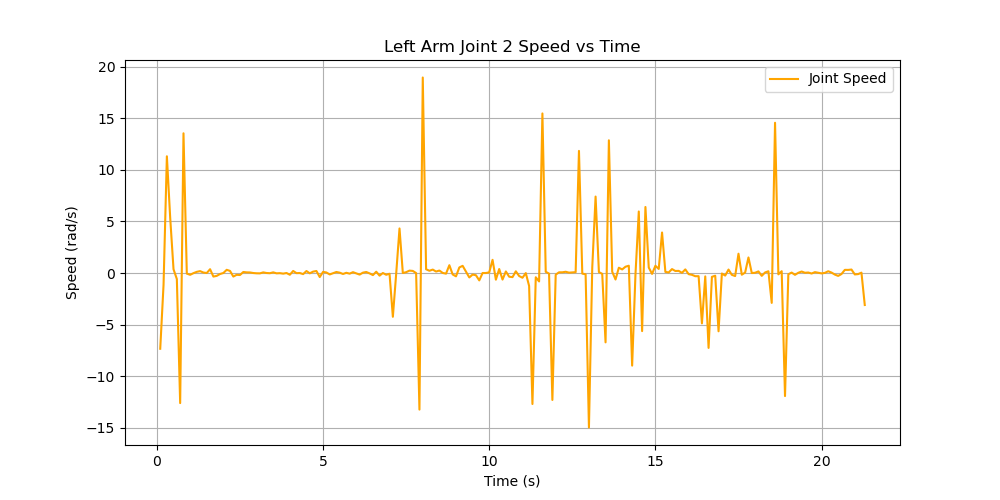 Left Arm Joint 2 Speed vs Time
Joint Speed
20
15
10
5
0
−5
−10
−15
Speed (rad/s)
0 5 10 15 20
Time (s)